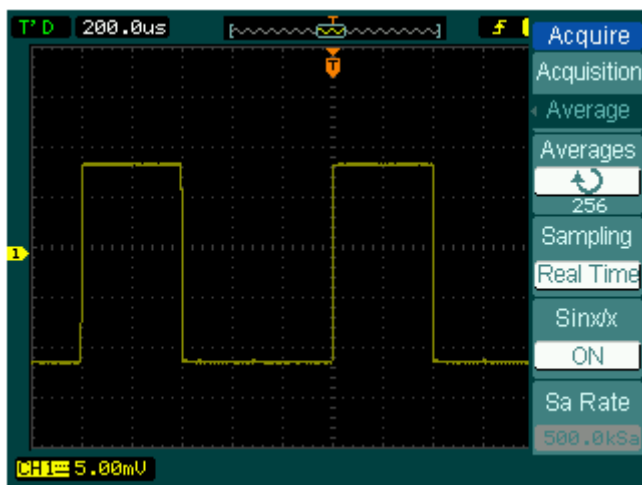 T'D 200.0us
T
T
Acquire
Acquisition
Average
Averages
256
Sampling
Real Time
Sinx/x
ON
Sa Rate
500.0kSa
1
CH1 5.00mV